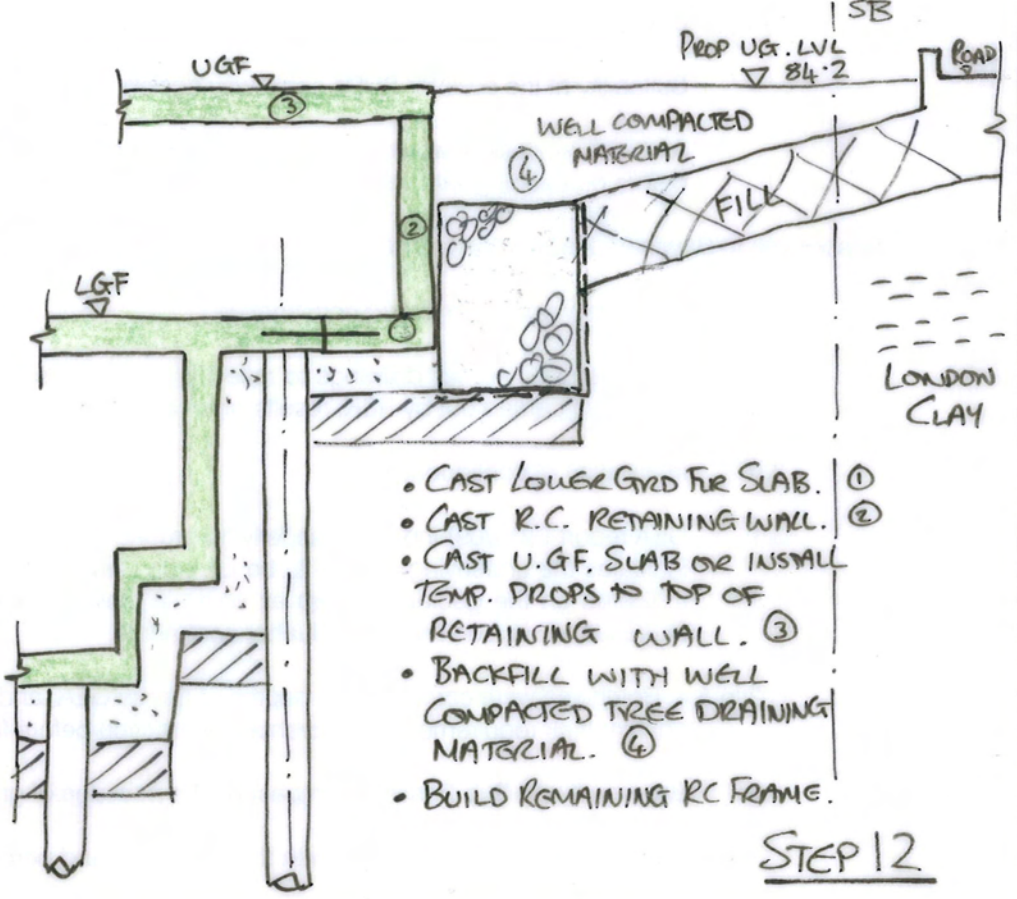 SB
PROP UG. LVL
84.2
ROAD
UGF
3
WELL COMPACTED
MATERIAL
4
FILL
2
LGF
LONDON
CLAY
• CAST LOWER GRD FLR SLAB. 1
• CAST R.C. RETAINING WALL. 2
• CAST U.GF. SLAB OR INSTALL
TEMP. PROPS TO TOP OF
RETAINING WALL. 3
• BACKFILL WITH WELL
COMPACTED FREE DRAINING
MATERIAL. 4
• BUILD REMAINING RC FRAME.
STEP 12